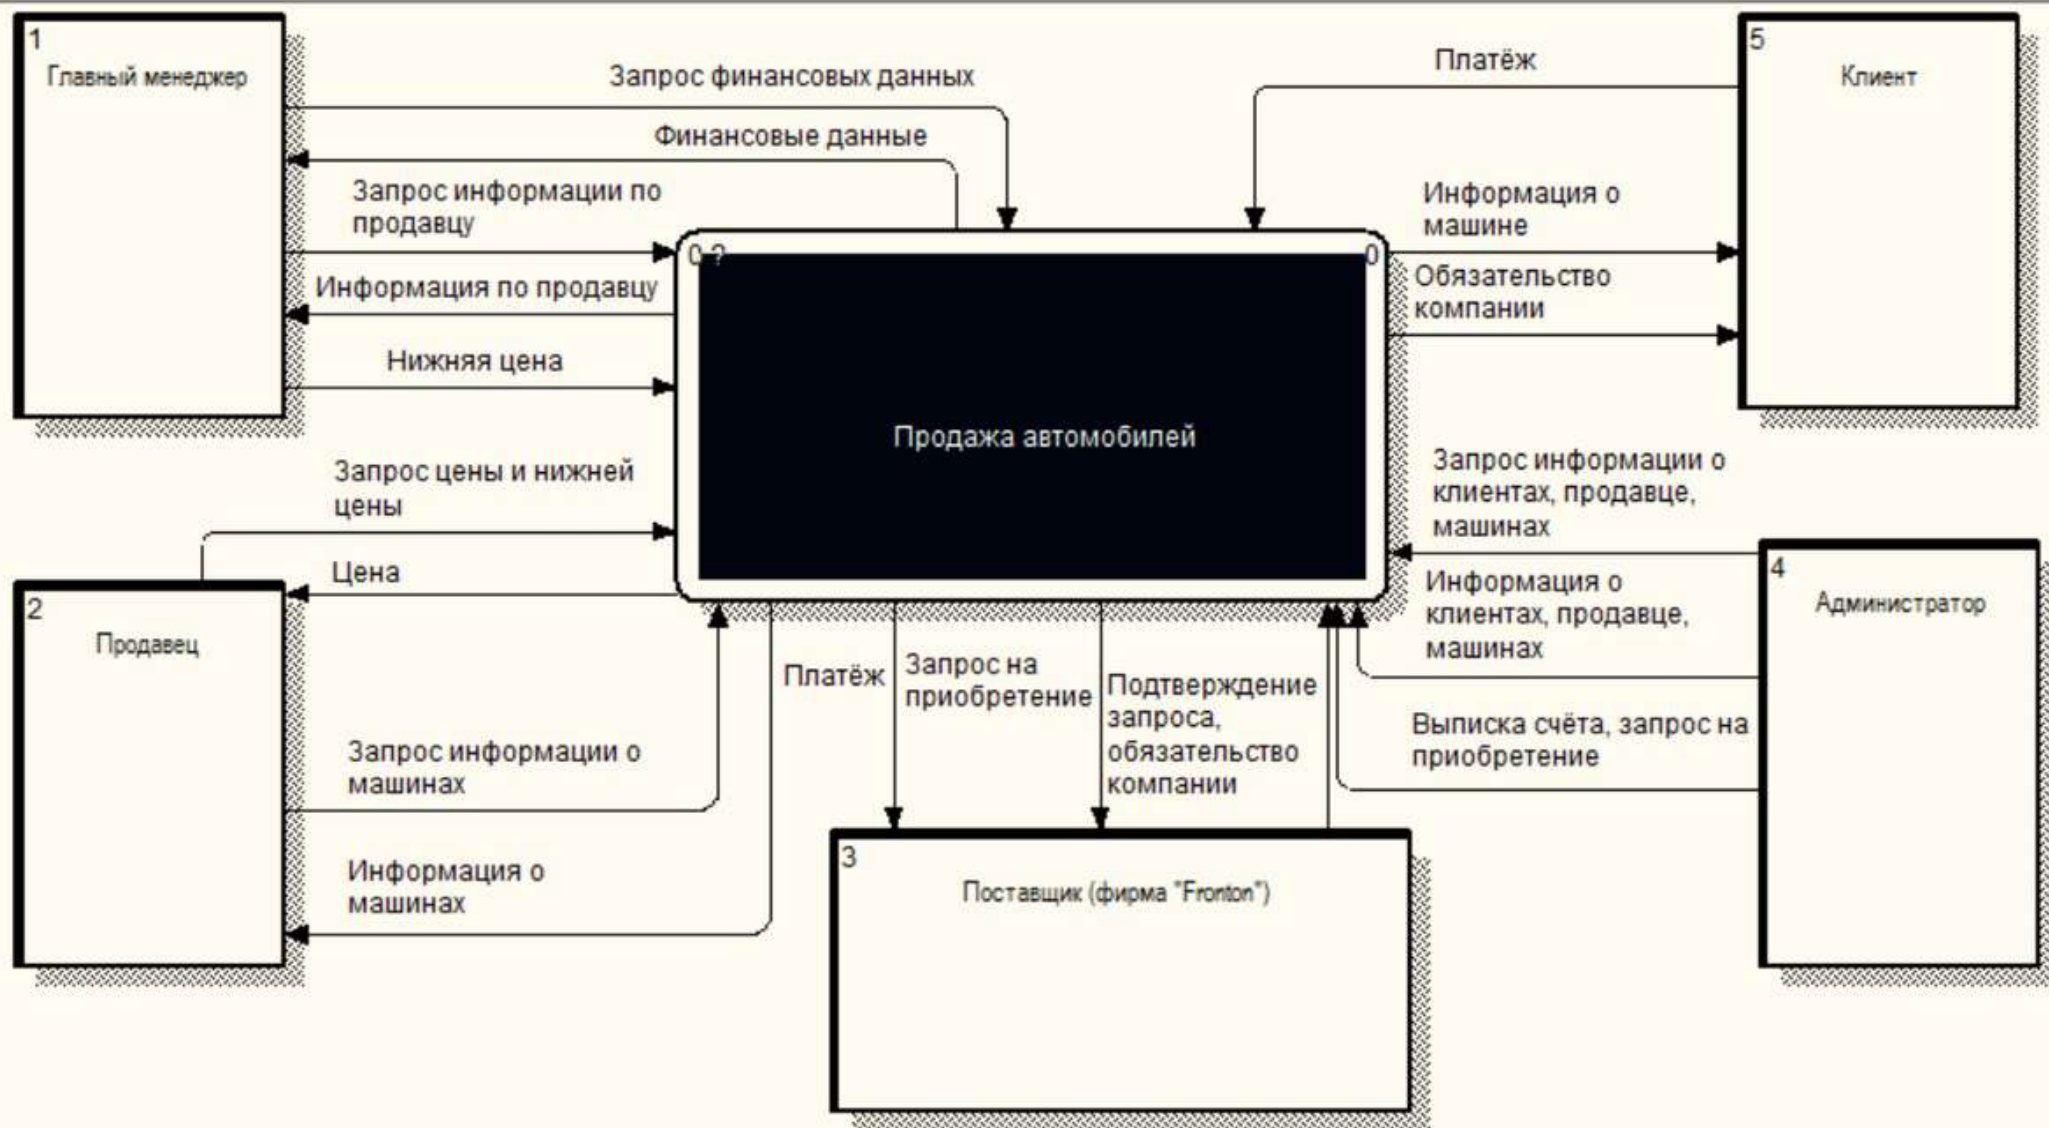 1
Главный менеджер
Запрос финансовых данных
Финансовые данные
Запрос информации по
продавцу
Информация по продавцу
Нижняя цена
5
Клиент
Платёж
Информация о
машине
Обязательство
компании
0 ?
0
Продажа автомобилей
Запрос цены и нижней
цены
Цена
2
Продавец
Запрос информации о
машинах
Информация о
машинах
Платёж
Запрос на
приобретение
Подтверждение
запроса,
обязательство
компании
Запрос информации о
клиентах, продавце,
машинах
Информация о
клиентах, продавце,
машинах
Выписка счёта, запрос на
приобретение
4
Администратор
3
Поставщик (фирма "Fronton")